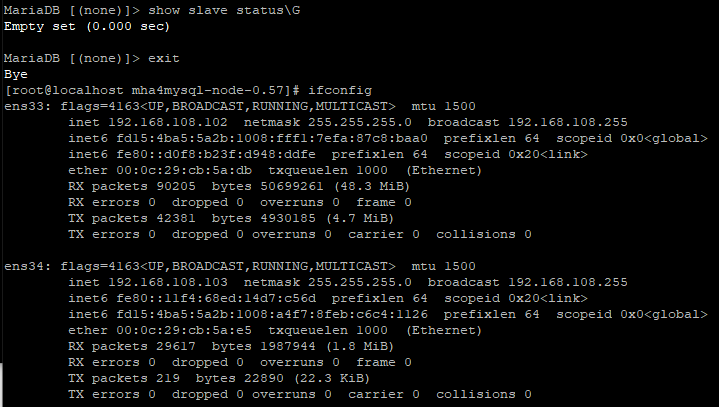 MariaDB [(none)]> show slave status\G
Empty set (0.000 sec)
MariaDB [(none)]> exit
Bye
[root@localhost mha4mysql-node-0.57]# ifconfig
ens33: flags=4163<UP,BROADCAST,RUNNING,MULTICAST>  mtu 1500
        inet 192.168.108.102  netmask 255.255.255.0  broadcast 192.168.108.255
        inet6 fd15:4ba5:5a2b:1008:fff1:7efa:87c8:baa0  prefixlen 64  scopeid 0x0<global>
        inet6 fe80::d0f8:b23f:d948:ddfe  prefixlen 64  scopeid 0x20<link>
        ether 00:0c:29:cb:5a:db  txqueuelen 1000  (Ethernet)
        RX packets 90205  bytes 50699261 (48.3 MiB)
        RX errors 0  dropped 0  overruns 0  frame 0
        TX packets 42381  bytes 4930185 (4.7 MiB)
        TX errors 0  dropped 0 overruns 0  carrier 0  collisions 0
ens34: flags=4163<UP,BROADCAST,RUNNING,MULTICAST>  mtu 1500
        inet 192.168.108.103  netmask 255.255.255.0  broadcast 192.168.108.255
        inet6 fe80::11f4:68ed:14d7:c56d  prefixlen 64  scopeid 0x20<link>
        inet6 fd15:4ba5:5a2b:1008:a4f7:8feb:c6c4:1126  prefixlen 64  scopeid 0x0<global>
        ether 00:0c:29:cb:5a:e5  txqueuelen 1000  (Ethernet)
        RX packets 29617  bytes 1987944 (1.8 MiB)
        RX errors 0  dropped 0  overruns 0  frame 0
        TX packets 219  bytes 22890 (22.3 KiB)
        TX errors 0  dropped 0 overruns 0  carrier 0  collisions 0